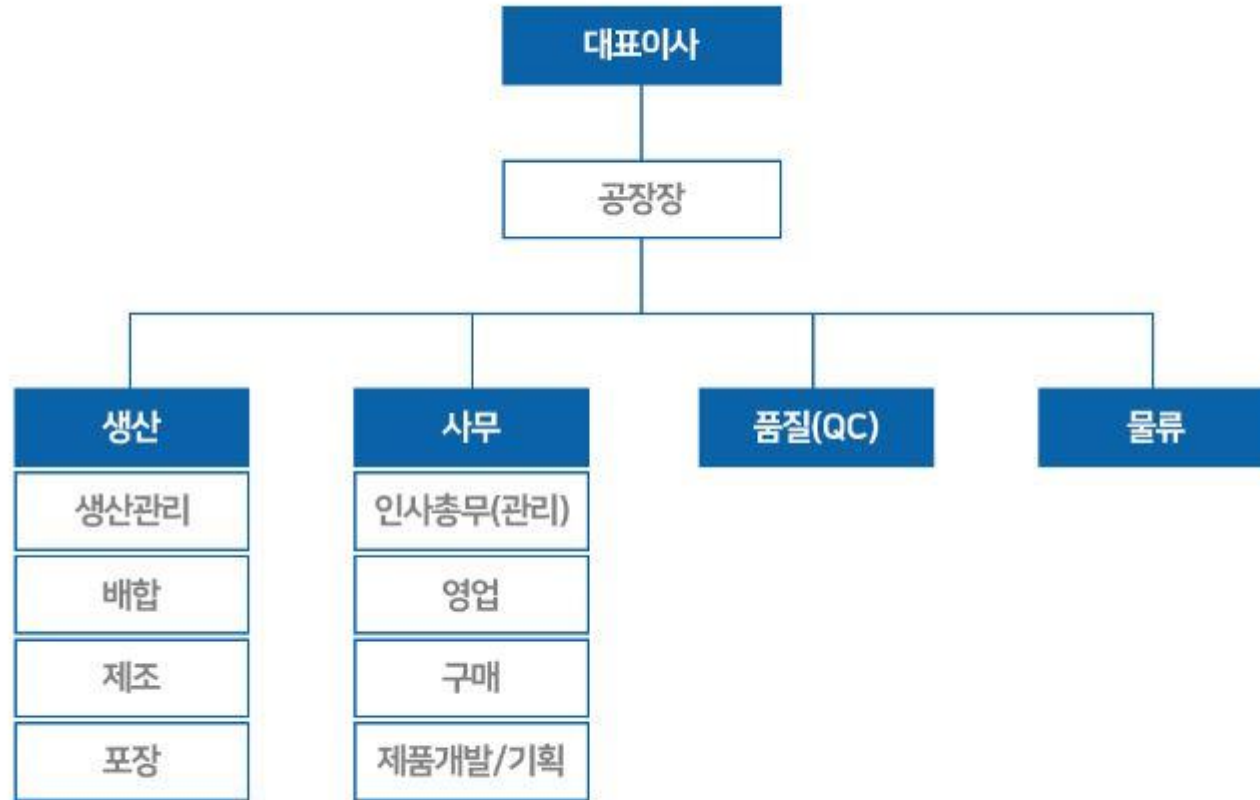 대표이사
공장장
생산
사무
품질(QC)
물류
생산관리
인사총무(관리)
배합
영업
제조
구매
포장
제품개발/기획